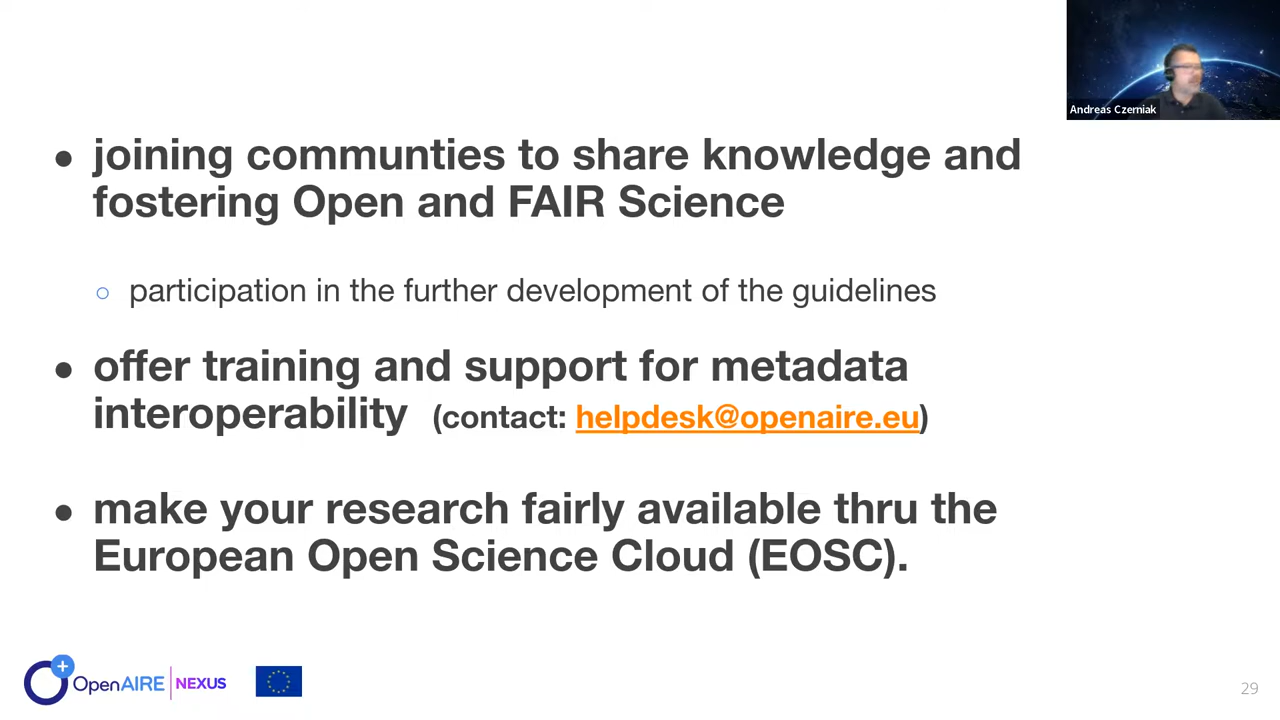 Andreas Czerniak
● joining communties to share knowledge and
fostering Open and FAIR Science
○ participation in the further development of the guidelines
● offer training and support for metadata
interoperability (contact: helpdesk@openaire.eu)
● make your research fairly available thru the
European Open Science Cloud (EOSC).
OpenAIRE NEXUS
29